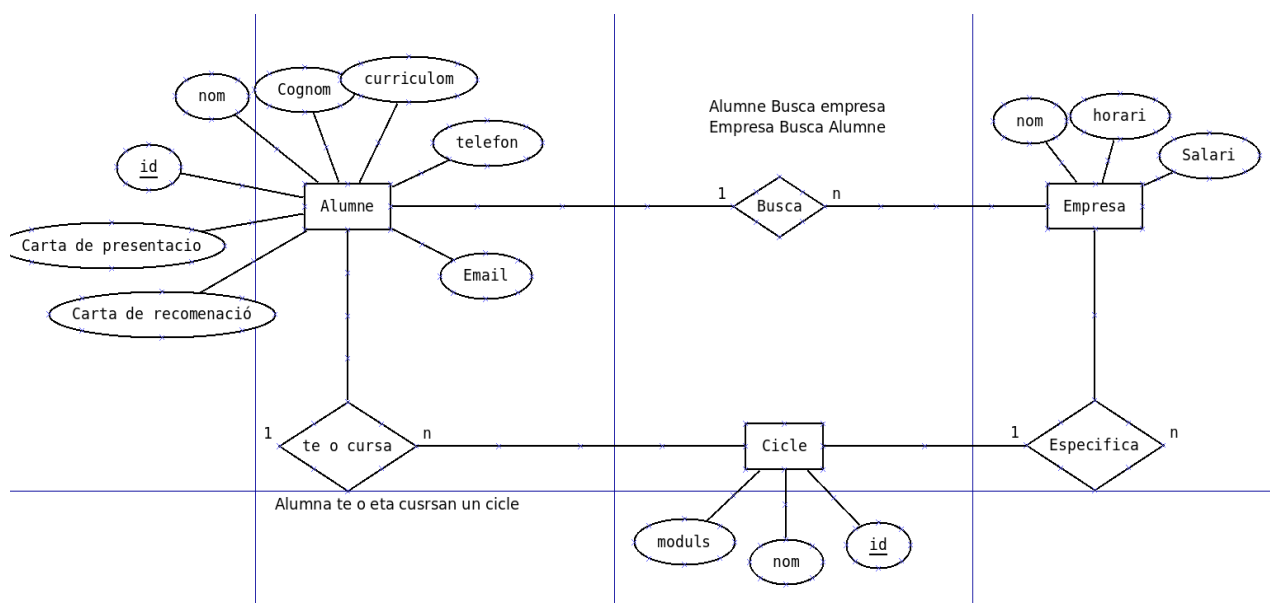 nom
Cognom
curriculom
telefon
id
Alumne
Carta de presentacio
Email
Carta de recomenació
Alumne Busca empresa
Empresa Busca Alumne
1
Busca
n
nom
horari
Salari
Empresa
1
te o cursa
n
Alumna te o eta cusrsan un cicle
Cicle
1
Especifica
n
moduls
nom
id